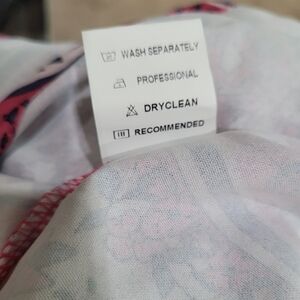 WASH SEPARATELY
PROFESSIONAL
DRYCLEAN
RECOMMENDED